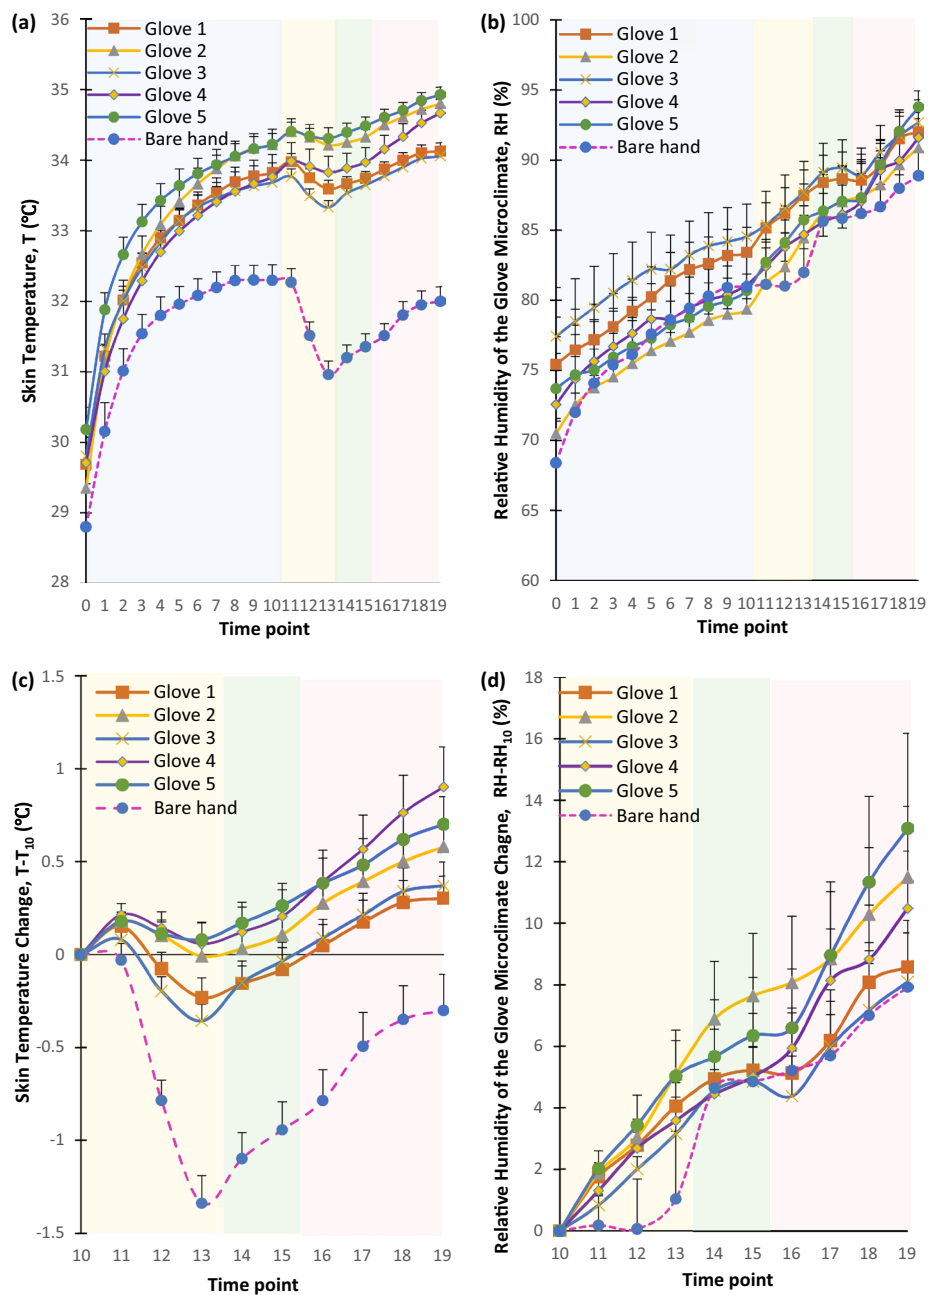 (a)
Skin Temperature, T (°C)
36
35
34
33
32
31
30
29
28
Glove 1
Glove 2
Glove 3
Glove 4
Glove 5
Bare hand
0 1 2 3 4 5 6 7 8 9 10 11 12 13 14 15 16 17 18 19
Time point
(b)
Relative Humidity of the Glove Microclimate, RH (%)
100
95
90
85
80
75
70
65
60
Glove 1
Glove 2
Glove 3
Glove 4
Glove 5
Bare hand
0 1 2 3 4 5 6 7 8 9 10 11 12 13 14 15 16 17 18 19
Time point
(c)
Skin Temperature Change, T-T10 (°C)
1.5
1
0.5
0
-0.5
-1
-1.5
Glove 1
Glove 2
Glove 3
Glove 4
Glove 5
Bare hand
10 11 12 13 14 15 16 17 18 19
Time point
(d)
Relative Humidity of the Glove Microclimate Chagne, RH-RH10 (%)
18
16
14
12
10
8
6
4
2
0
Glove 1
Glove 2
Glove 3
Glove 4
Glove 5
Bare hand
10 11 12 13 14 15 16 17 18 19
Time point